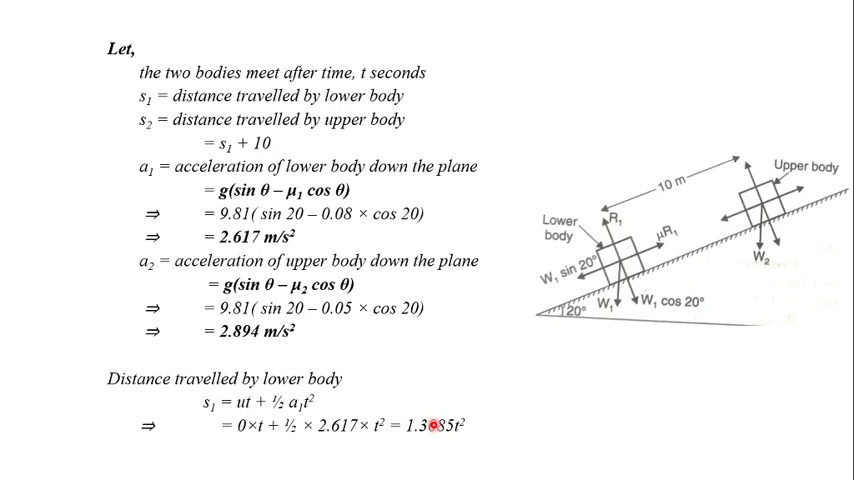 Let,
the two bodies meet after time, t seconds
s₁ = distance travelled by lower body
s₂ = distance travelled by upper body
= s₁ + 10
a₁ = acceleration of lower body down the plane
= g(sin θ – μ₁ cos θ)
⇒ = 9.81( sin 20 – 0.08 × cos 20)
⇒ = 2.617 m/s²
a₂ = acceleration of upper body down the plane
= g(sin θ – μ₂ cos θ)
⇒ = 9.81( sin 20 – 0.05 × cos 20)
⇒ = 2.894 m/s²
Distance travelled by lower body
s₁ = ut + ½ a₁t²
⇒ = 0×t + ½ × 2.617× t² =
Upper body
10 m
Lower
body
R₁
μR₁
W₁ sin 20°
W₁
W₁ cos 20°
W₂
20°